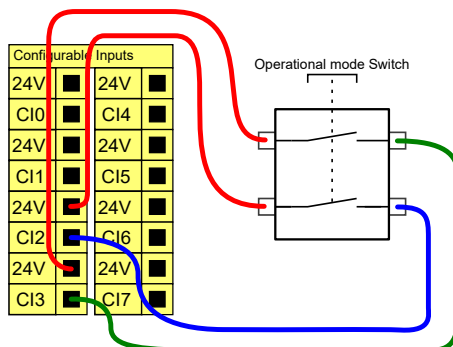 Configurable Inputs
Operational mode Switch
24V 24V
CI0 CI4
24V 24V
CI1 CI5
24V 24V
CI2 CI6
24V 24V
CI3 CI7